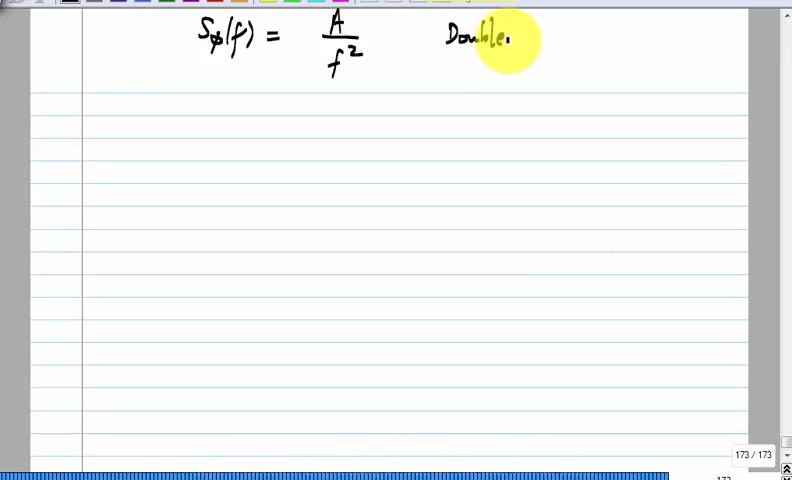 Sφ(f) = A / f² Double
173 / 173